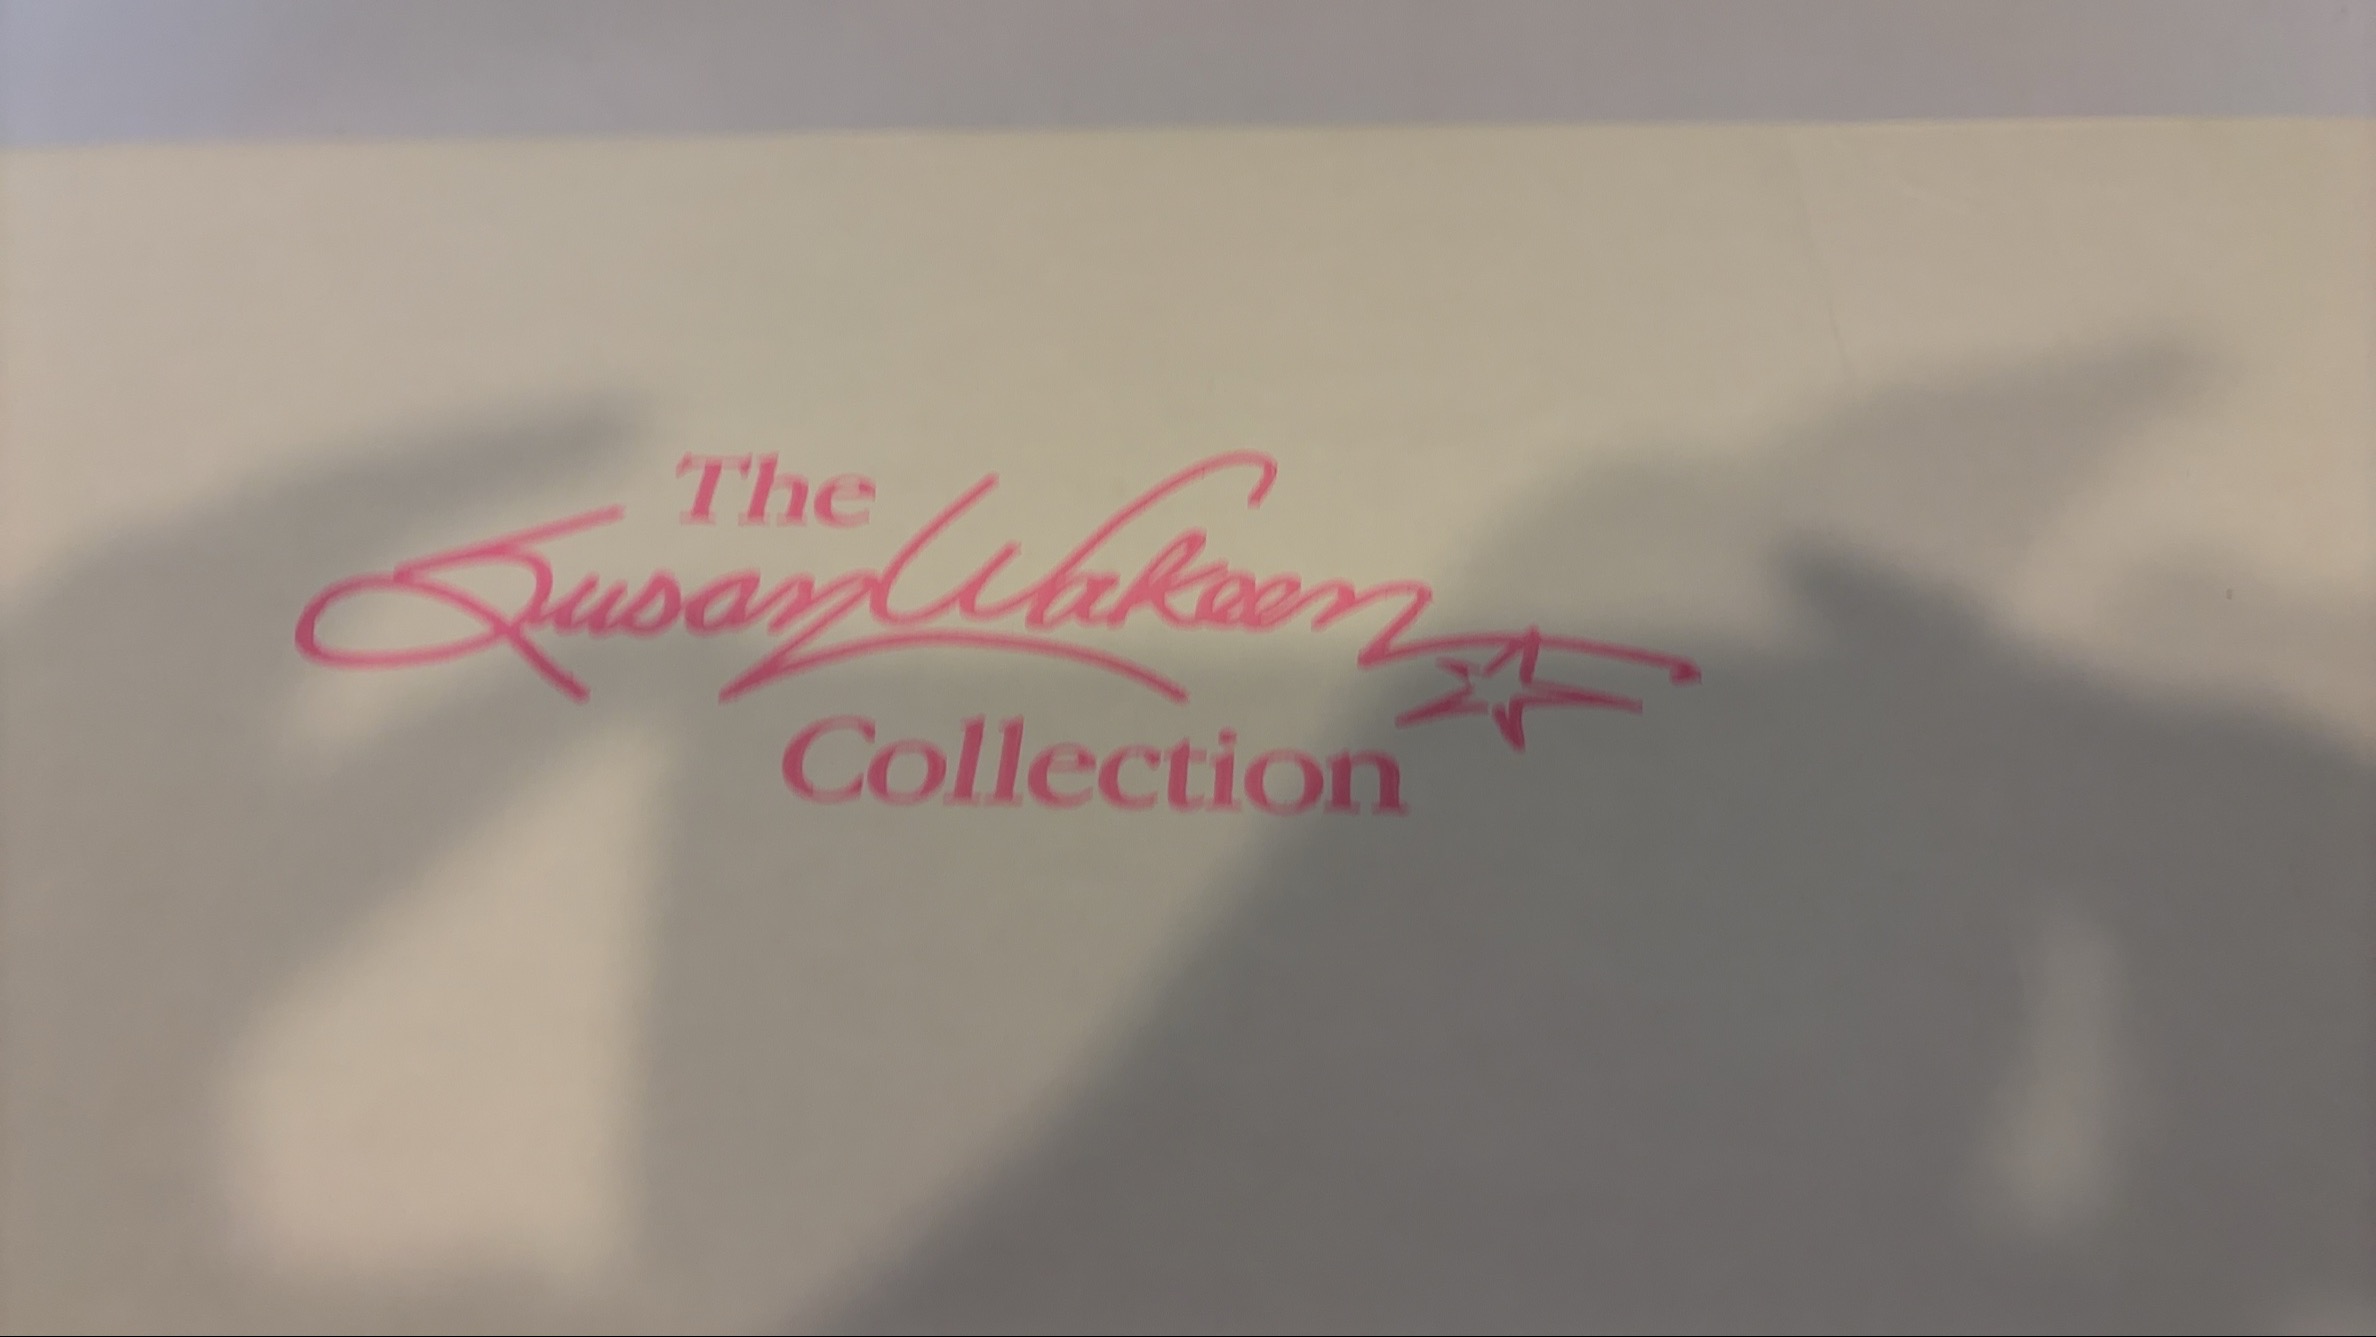 The
Susan Wakeen
Collection